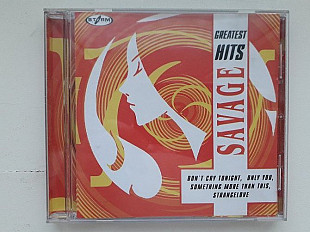 STORM
GREATEST
HITS
SAVAGE
DON'T CRY TONIGHT, ONLY YOU,
SOMETHING MORE THAN THIS,
STRANGELOVE